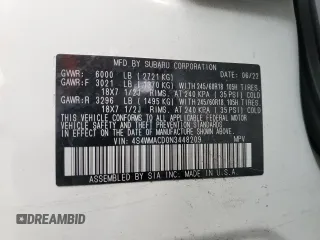 MFD. BY SUBARU CORPORATION
GVWR: 6000 LB (2721 KG) DATE 06/23
GAWR:F 3021 LB (1370 KG) WITH 245/60R18 105H TIRES,
18X7 1/2J RIMS, AT 240 KPA (35 PSI) COLD
GAWR:R 3296 LB (1495 KG) WITH 245/60R18 105H TIRES,
18X7 1/2J RIMS, AT 240 KPA (35 PSI) COLD
THIS VEHICLE CONFORMS TO ALL APPLICABLE
FEDERAL MOTOR VEHICLE SAFETY, BUMPER AND THEFT
PREVENTION STANDARDS IN EFFECT ON THE DATE OF
MANUFACTURE SHOWN ABOVE.
VIN: 4S4WMACD0N3448209 MPV
ASSEMBLED BY SIA MADE IN U.S.A.
AutoBidMaster